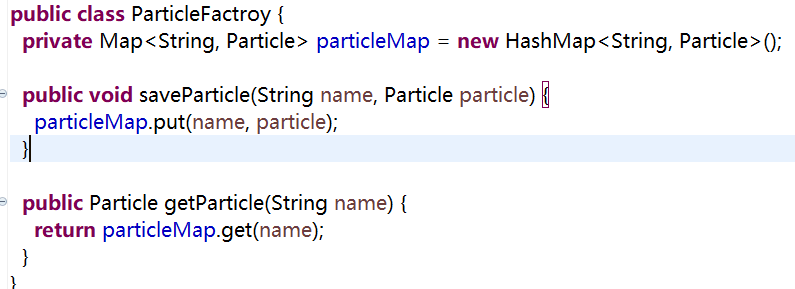 public class ParticleFactroy {
private Map<String, Particle> particleMap = new HashMap<String, Particle>();
public void saveParticle(String name, Particle particle) {
particleMap.put(name, particle);
}
public Particle getParticle(String name) {
return particleMap.get(name);
}
}